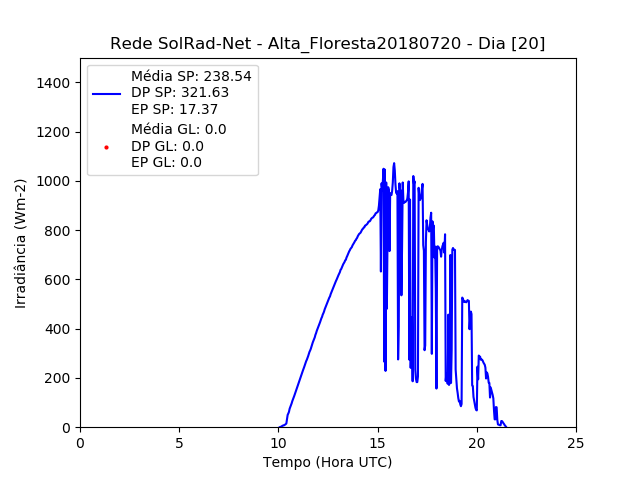 Rede SolRad-Net - Alta_Floresta20180720 - Dia [20]
Média SP: 238.54
DP SP: 321.63
EP SP: 17.37
Média GL: 0.0
DP GL: 0.0
EP GL: 0.0
1400
1200
1000
800
600
400
200
0
Irradiância (Wm-2)
0 5 10 15 20 25
Tempo (Hora UTC)